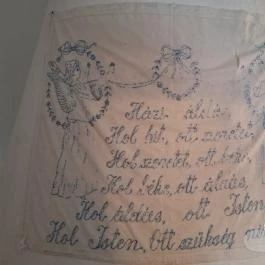 Házi áldás,
Hol hit, ott szeretet,
Hol szeretet, ott béke,
Hol béke, ott áldás,
Hol áldás, ott Isten
Hol Isten, Ott szükség